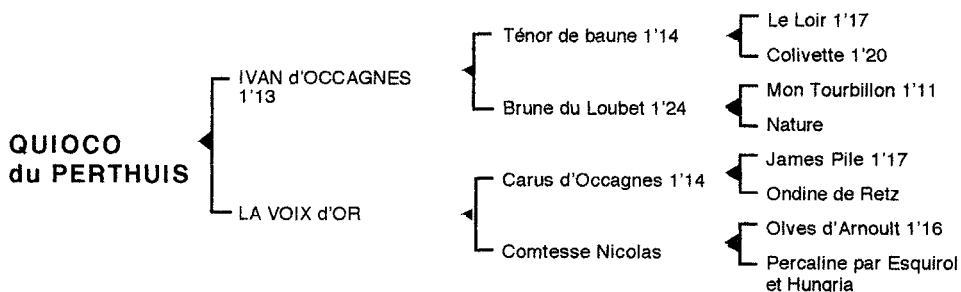 QUIOCO
du PERTHUIS
IVAN d'OCCAGNES
1'13
LA VOIX d'OR
Ténor de baune 1'14
Brune du Loubet 1'24
Carus d'Occagnes 1'14
Comtesse Nicolas
Le Loir 1'17
Colivette 1'20
Mon Tourbillon 1'11
Nature
James Pile 1'17
Ondine de Retz
Olves d'Arnoult 1'16
Percaline par Esquirol
et Hungria